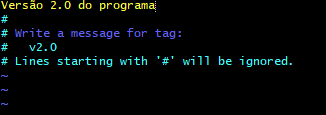 Versão 2.0 do programa
#
# Write a message for tag:
#   v2.0
# Lines starting with '#' will be ignored.
~
~
~